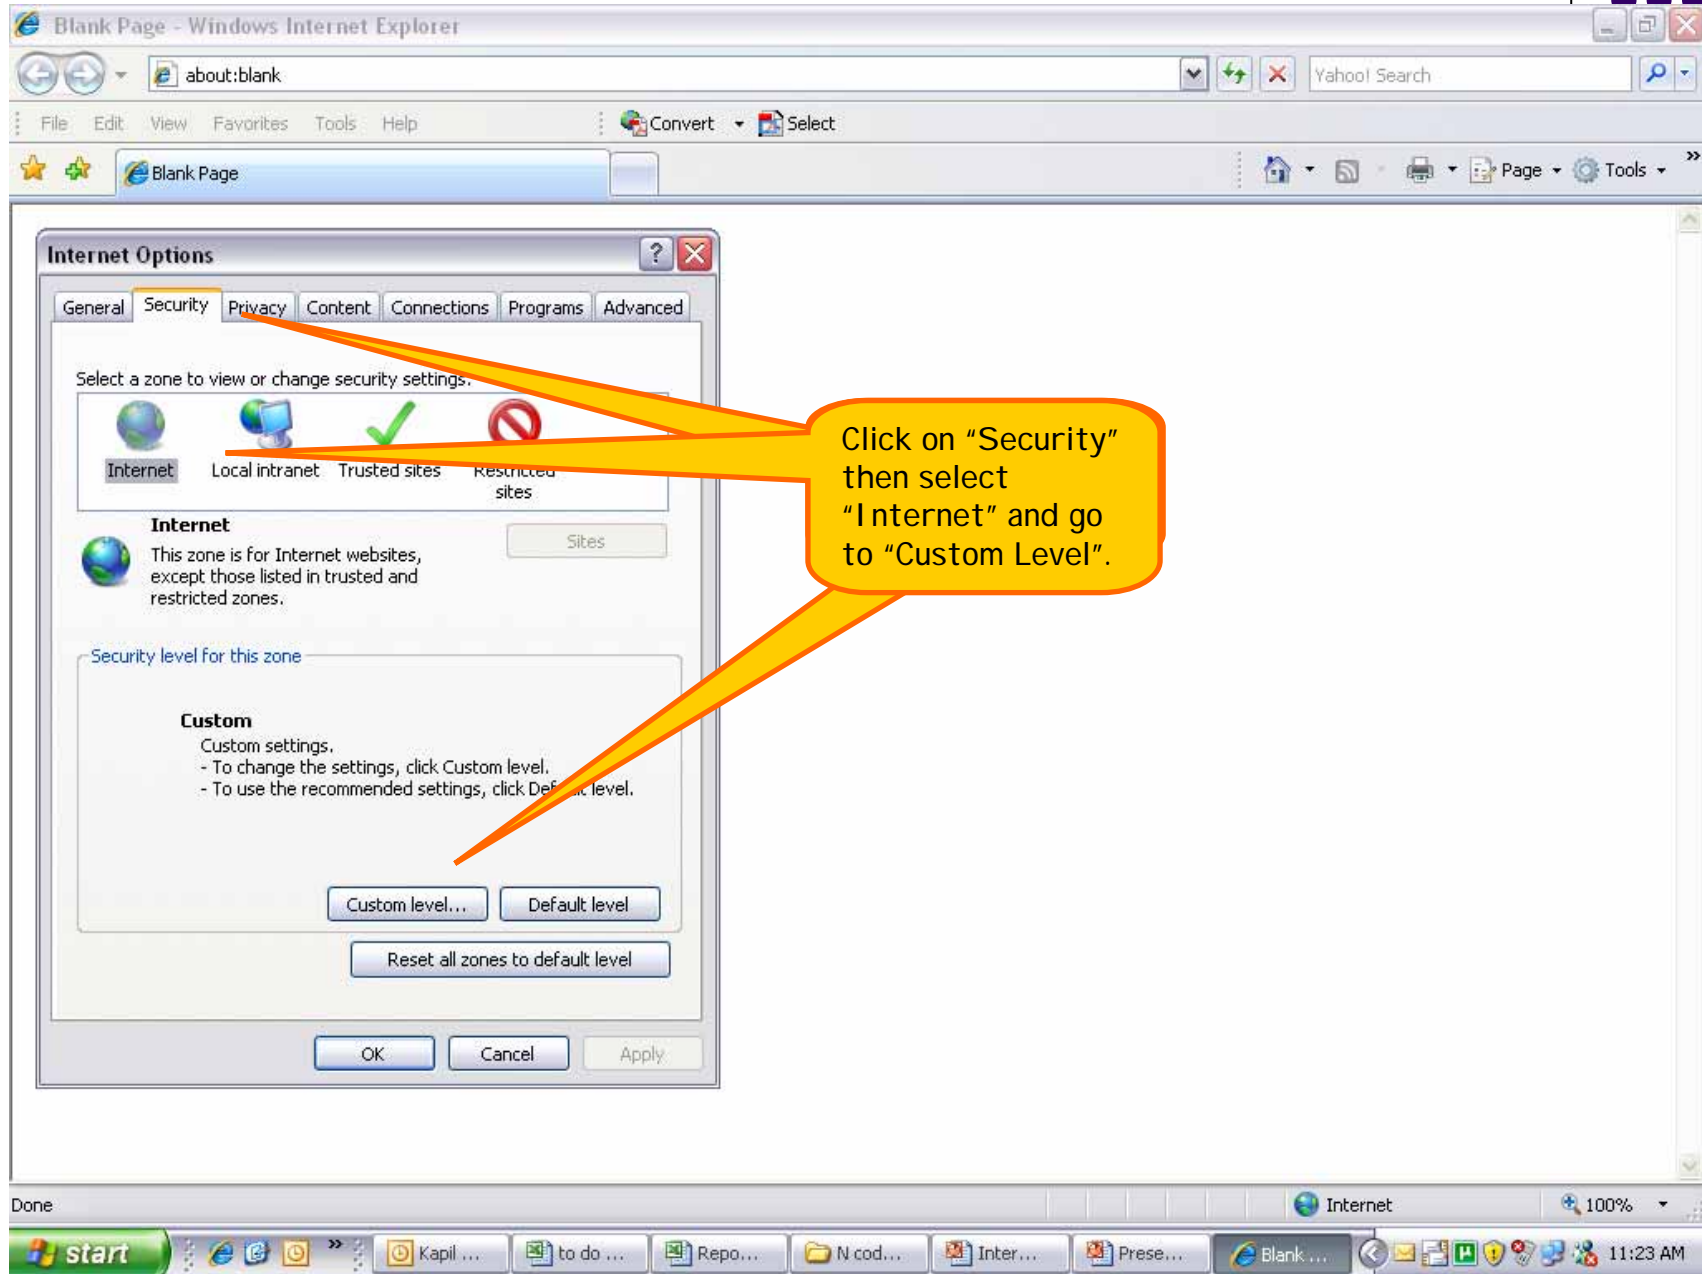 Blank Page - Windows Internet Explorer
about:blank
Yahoo! Search
File Edit View Favorites Tools Help
Convert Select
Blank Page
Page Tools
Internet Options
General Security Privacy Content Connections Programs Advanced
Select a zone to view or change security settings.
Internet Local intranet Trusted sites Restricted
sites
Internet
This zone is for Internet websites,
except those listed in trusted and
restricted zones.
Sites
Click on “Security”
then select
“Internet” and go
to “Custom Level”.
Security level for this zone
Custom
Custom settings.
- To change the settings, click Custom level.
- To use the recommended settings, click Default level.
Custom level... Default level
Reset all zones to default level
OK Cancel Apply
Done
Internet
100%
start
Kapil ... to do ... Repo... N cod... Inter... Prese... Blank ...
11:23 AM